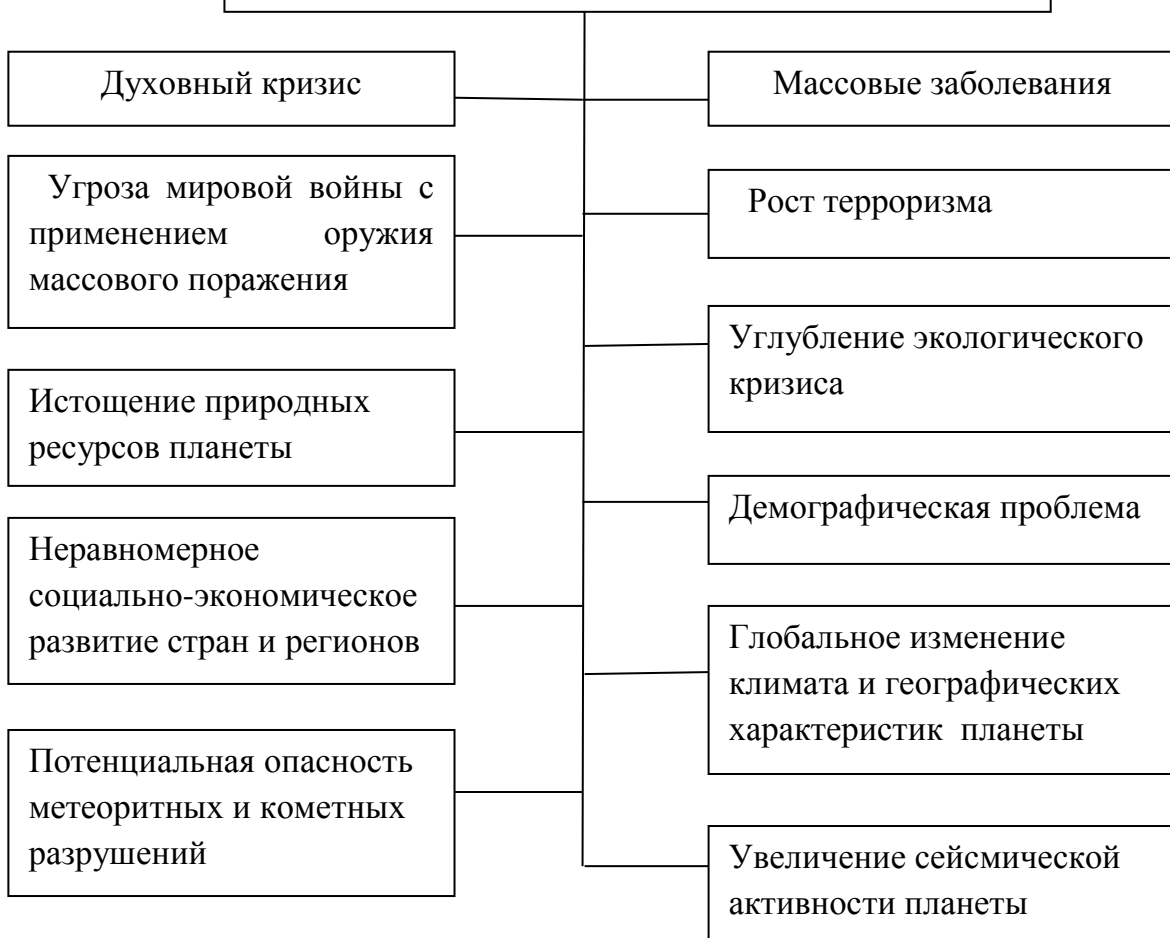 Духовный кризис
Угроза мировой войны с
применением оружия
массового поражения
Истощение природных
ресурсов планеты
Неравномерное
социально-экономическое
развитие стран и регионов
Потенциальная опасность
метеоритных и кометных
разрушений
Массовые заболевания
Рост терроризма
Углубление экологического
кризиса
Демографическая проблема
Глобальное изменение
климата и географических
характеристик планеты
Увеличение сейсмической
активности планеты